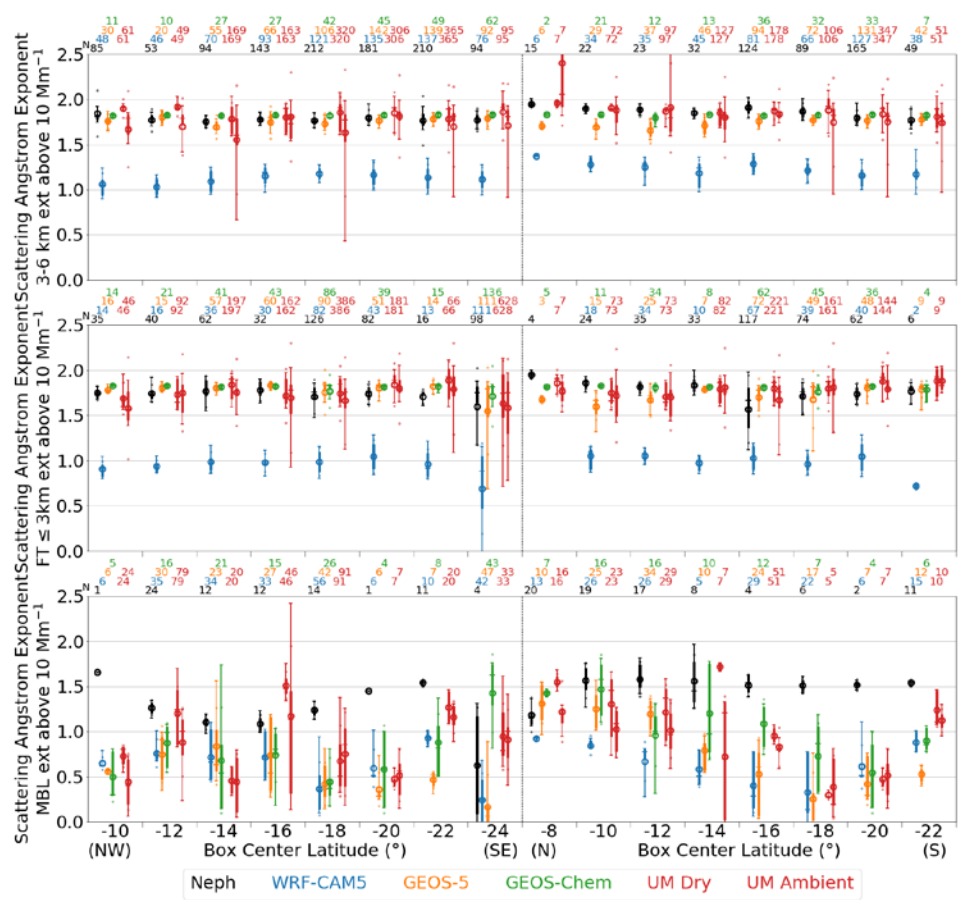 11 10 27 27 42 45 49 62 2 21 12 13 36 32 33 7
30 61 20 49 55 169 66 163 106 320 142 306 139 365 92 95 7 7 29 72 35 97 46 127 94 178 72 106 131 347 42 51
48 61 46 49 70 169 93 163 121 320 135 306 137 365 76 95 6 7 34 72 35 97 45 127 81 178 66 106 127 347 38 51
N 85 53 94 143 212 181 210 94 15 22 23 32 124 89 165 49
Scattering Angstrom Exponent
3-6 km ext above 10 Mm⁻¹
2.5
2.0
1.5
1.0
0.5
0.0
14 21 41 43 86 39 15 136 5 11 34 8 62 45 36 4
16 46 15 92 57 197 60 162 90 386 51 181 14 66 111 628 3 7 15 73 25 73 7 82 72 221 49 161 48 144 9 9
14 46 16 92 33 197 30 162 82 386 43 181 13 66 111 628 6 7 18 73 34 73 10 82 67 221 39 161 40 144 2 9
N 35 40 62 32 126 82 16 98 4 24 35 33 117 74 62 6
Scattering Angstrom Exponent
FT ≤ 3km ext above 10 Mm⁻¹
2.5
2.0
1.5
1.0
0.5
0.0
5 16 21 15 26 4 8 43 7 16 16 10 12 7 4 6
6 24 30 79 23 20 27 46 42 91 6 7 7 20 47 33 10 16 25 23 34 29 10 7 24 51 17 5 7 7 12 10
6 24 35 79 34 20 33 46 56 91 6 7 10 20 42 33 13 16 26 23 26 29 5 7 29 51 22 5 6 7 15 10
N 1 24 12 12 14 1 11 4 20 19 17 8 4 6 2 11
Scattering Angstrom Exponent
MBL ext above 10 Mm⁻¹
2.5
2.0
1.5
1.0
0.5
0.0
-10 -12 -14 -16 -18 -20 -22 -24 -8 -10 -12 -14 -16 -18 -20 -22
(NW) Box Center Latitude (°) (SE) (N) Box Center Latitude (°) (S)
Neph WRF-CAM5 GEOS-5 GEOS-Chem UM Dry UM Ambient